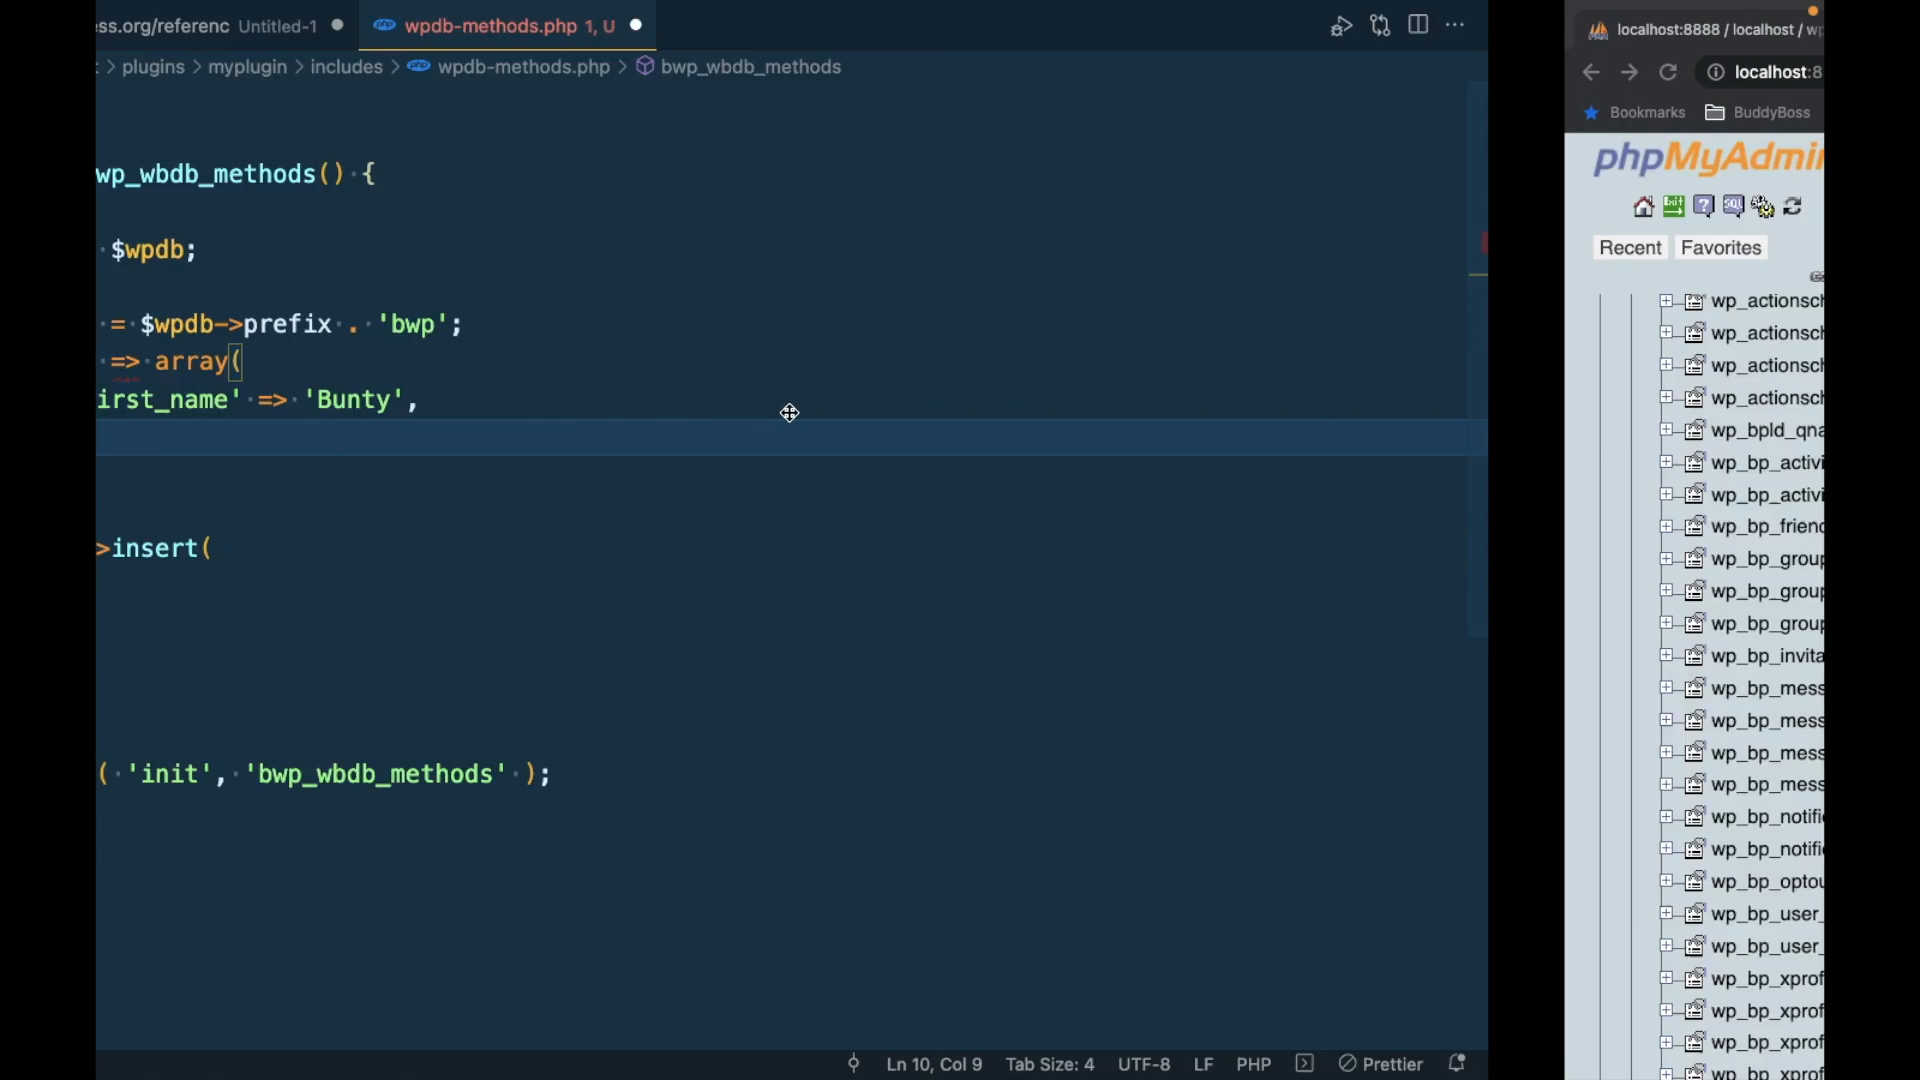 ss.org/referenc Untitled-1
wpdb-methods.php 1, U
plugins > myplugin > includes > wpdb-methods.php > bwp_wbdb_methods
wp_wbdb_methods() {
$wpdb;
= $wpdb->prefix . 'bwp';
=> array(
irst_name' => 'Bunty',
>insert(
( 'init', 'bwp_wbdb_methods' );
Ln 10, Col 9 Tab Size: 4 UTF-8 LF PHP Prettier
localhost:8888 / localhost / wp
localhost:8
Bookmarks BuddyBoss
phpMyAdmin
Recent Favorites
wp_actionsch
wp_actionsch
wp_actionsch
wp_actionsch
wp_bpld_qna
wp_bp_activi
wp_bp_activi
wp_bp_friend
wp_bp_group
wp_bp_group
wp_bp_group
wp_bp_invita
wp_bp_mess
wp_bp_mess
wp_bp_mess
wp_bp_mess
wp_bp_notifi
wp_bp_notifi
wp_bp_optou
wp_bp_user_
wp_bp_user_
wp_bp_xprof
wp_bp_xprof
wp_bp_xprof
wp_bp_xprof